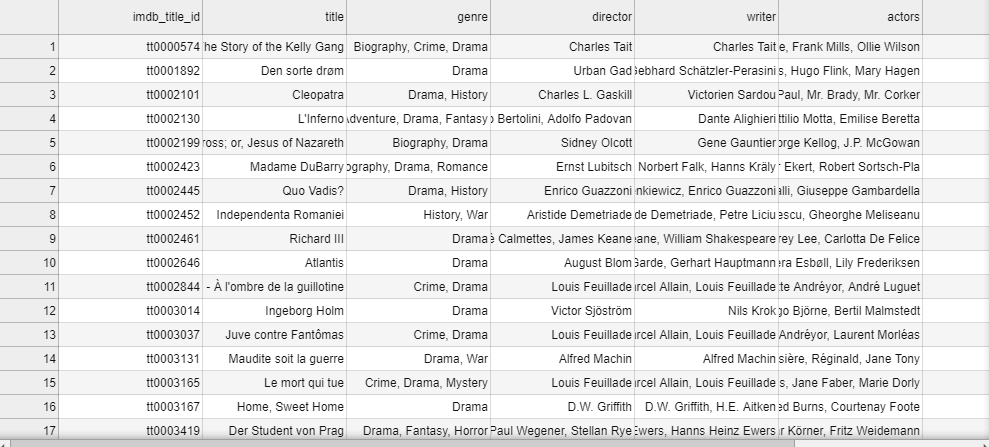 imdb_title_id title genre director writer actors
1 tt0000574 he Story of the Kelly Gang Biography, Crime, Drama Charles Tait Charles Tait e, Frank Mills, Ollie Wilson
2 tt0001892 Den sorte drøm Drama Urban Gad Gebhard Schätzler-Perasini s, Hugo Flink, Mary Hagen
3 tt0002101 Cleopatra Drama, History Charles L. Gaskill Victorien Sardou Paul, Mr. Brady, Mr. Corker
4 tt0002130 L'Inferno Adventure, Drama, Fantasy o Bertolini, Adolfo Padovan Dante Alighieri ttilio Motta, Emilise Beretta
5 tt0002199 ross; or, Jesus of Nazareth Biography, Drama Sidney Olcott Gene Gauntier orge Kellog, J.P. McGowan
6 tt0002423 Madame DuBarry ography, Drama, Romance Ernst Lubitsch Norbert Falk, Hanns Kräly r Ekert, Robert Sortsch-Pla
7 tt0002445 Quo Vadis? Drama, History Enrico Guazzoni nkiewicz, Enrico Guazzoni alli, Giuseppe Gambardella
8 tt0002452 Independenta Romaniei History, War Aristide Demetriade de Demetriade, Petre Liciu escu, Gheorghe Meliseanu
9 tt0002461 Richard III Drama é Calmettes, James Keane eane, William Shakespeare rey Lee, Carlotta De Felice
10 tt0002646 Atlantis Drama August Blom Garde, Gerhart Hauptmann era Esbøll, Lily Frederiksen
11 tt0002844 - À l'ombre de la guillotine Crime, Drama Louis Feuillade arcel Allain, Louis Feuillade te Andréyor, André Luguet
12 tt0003014 Ingeborg Holm Drama Victor Sjöström Nils Krok go Björne, Bertil Malmstedt
13 tt0003037 Juve contre Fantômas Crime, Drama Louis Feuillade arcel Allain, Louis Feuillade Andréyor, Laurent Morléas
14 tt0003131 Maudite soit la guerre Drama, War Alfred Machin Alfred Machin sière, Réginald, Jane Tony
15 tt0003165 Le mort qui tue Crime, Drama, Mystery Louis Feuillade arcel Allain, Louis Feuillade s, Jane Faber, Marie Dorly
16 tt0003167 Home, Sweet Home Drama D.W. Griffith D.W. Griffith, H.E. Aitken ed Burns, Courtenay Foote
17 tt0003419 Der Student von Prag Drama, Fantasy, Horror Paul Wegener, Stellan Rye Ewers, Hanns Heinz Ewers r Körner, Fritz Weidemann